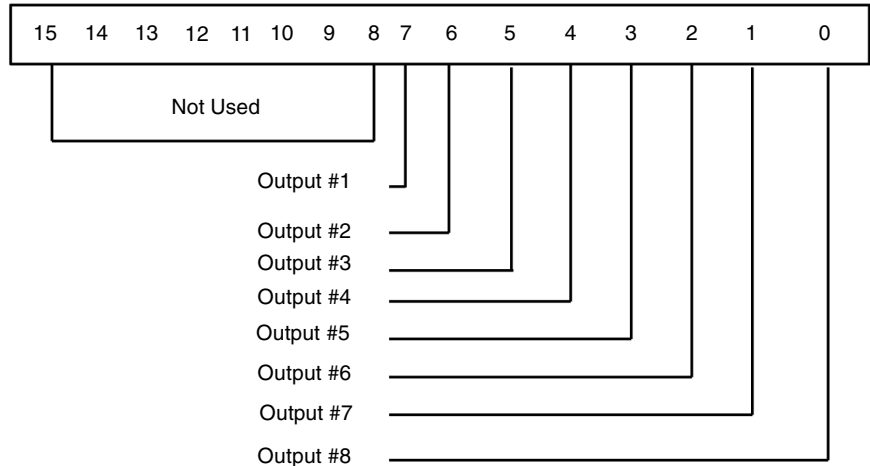 15 14 13 12 11 10 9 8 7 6 5 4 3 2 1 0
Not Used
Output #1
Output #2
Output #3
Output #4
Output #5
Output #6
Output #7
Output #8